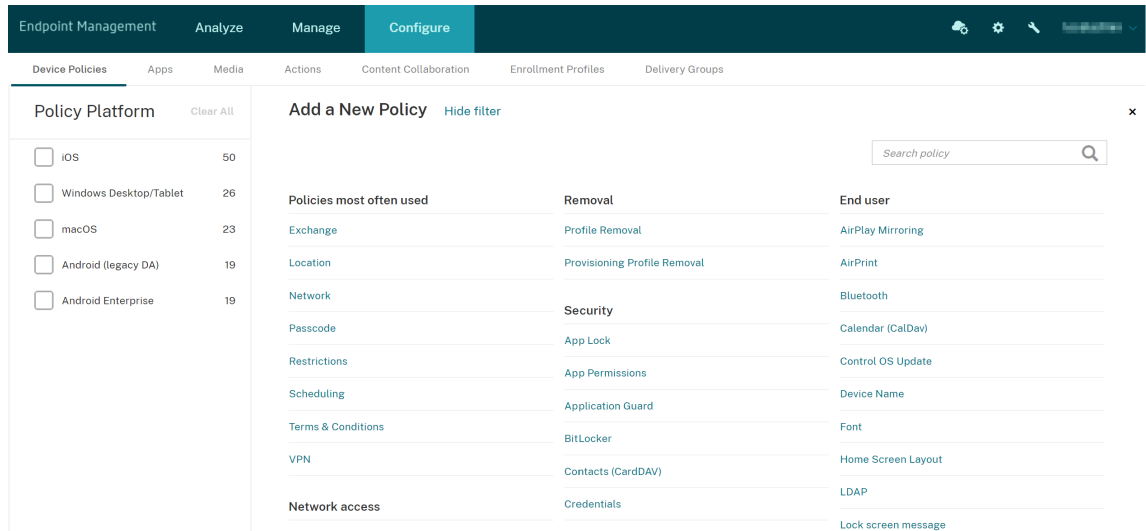 Endpoint Management Analyze Manage Configure
Device Policies Apps Media Actions Content Collaboration Enrollment Profiles Delivery Groups
Policy Platform Clear All
iOS 50
Windows Desktop/Tablet 26
macOS 23
Android (legacy DA) 19
Android Enterprise 19
Add a New Policy Hide filter
Search policy
Policies most often used
Exchange
Location
Network
Passcode
Restrictions
Scheduling
Terms & Conditions
VPN
Network access
Removal
Profile Removal
Provisioning Profile Removal
Security
App Lock
App Permissions
Application Guard
BitLocker
Contacts (CardDAV)
Credentials
End user
AirPlay Mirroring
AirPrint
Bluetooth
Calendar (CalDav)
Control OS Update
Device Name
Font
Home Screen Layout
LDAP
Lock screen message